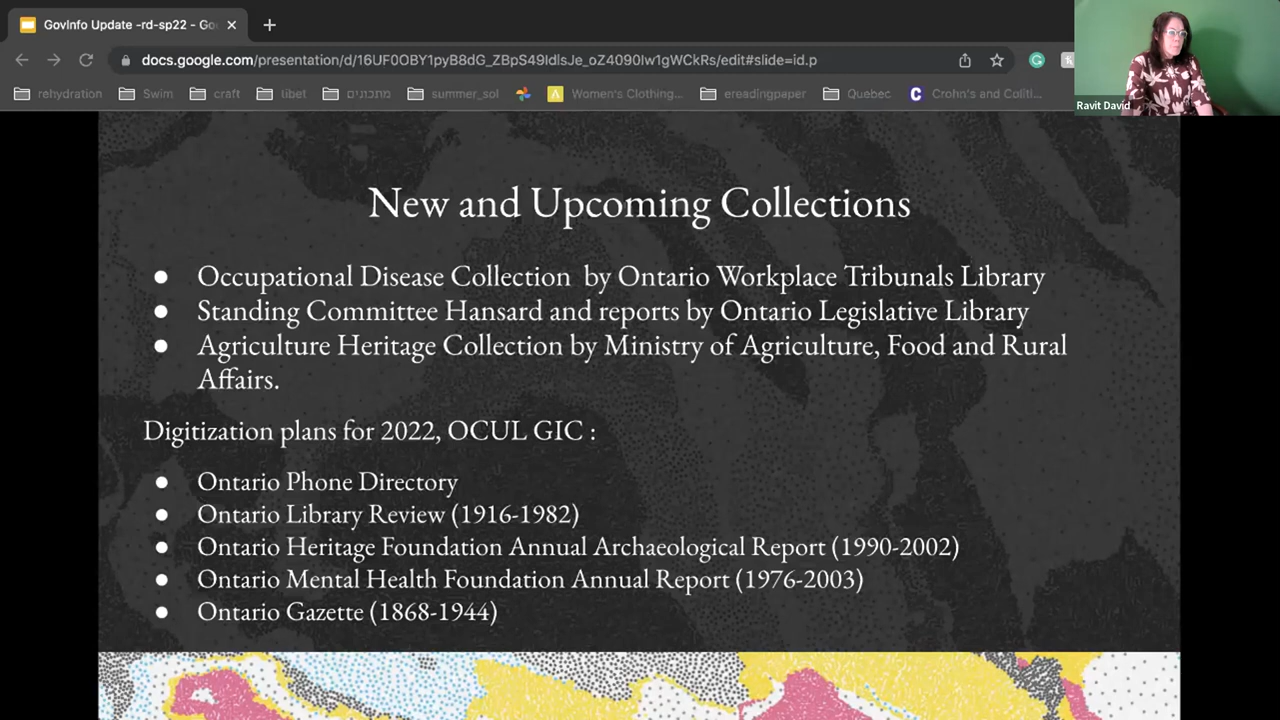 GovInfo Update -rd-sp22 - Go
docs.google.com/presentation/d/16UF0OBY1pyB8dG_ZBpS49IdlsJe_oZ4090lw1gWCkRs/edit#slide=id.p
rehydration Swim craft tibet מתכונים summer_sol Women's Clothing... ereadingpaper Quebec Crohn's and Coliti...
Ravit David
New and Upcoming Collections
● Occupational Disease Collection by Ontario Workplace Tribunals Library
● Standing Committee Hansard and reports by Ontario Legislative Library
● Agriculture Heritage Collection by Ministry of Agriculture, Food and Rural
Affairs.
Digitization plans for 2022, OCUL GIC :
● Ontario Phone Directory
● Ontario Library Review (1916-1982)
● Ontario Heritage Foundation Annual Archaeological Report (1990-2002)
● Ontario Mental Health Foundation Annual Report (1976-2003)
● Ontario Gazette (1868-1944)